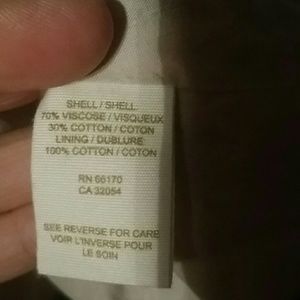 SHELL / SHELL
70% VISCOSE / VISQUEUX
30% COTTON / COTON
LINING / DUBLURE
100% COTTON / COTON
RN 66170
CA 32054
SEE REVERSE FOR CARE
VOIR L'INVERSE POUR
LE SOIN